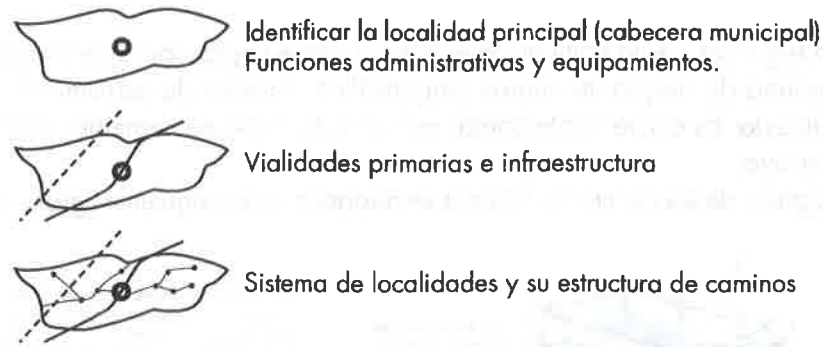 Identificar la localidad principal (cabecera municipal)
Funciones administrativas y equipamientos.
Vialidades primarias e infraestructura
Sistema de localidades y su estructura de caminos